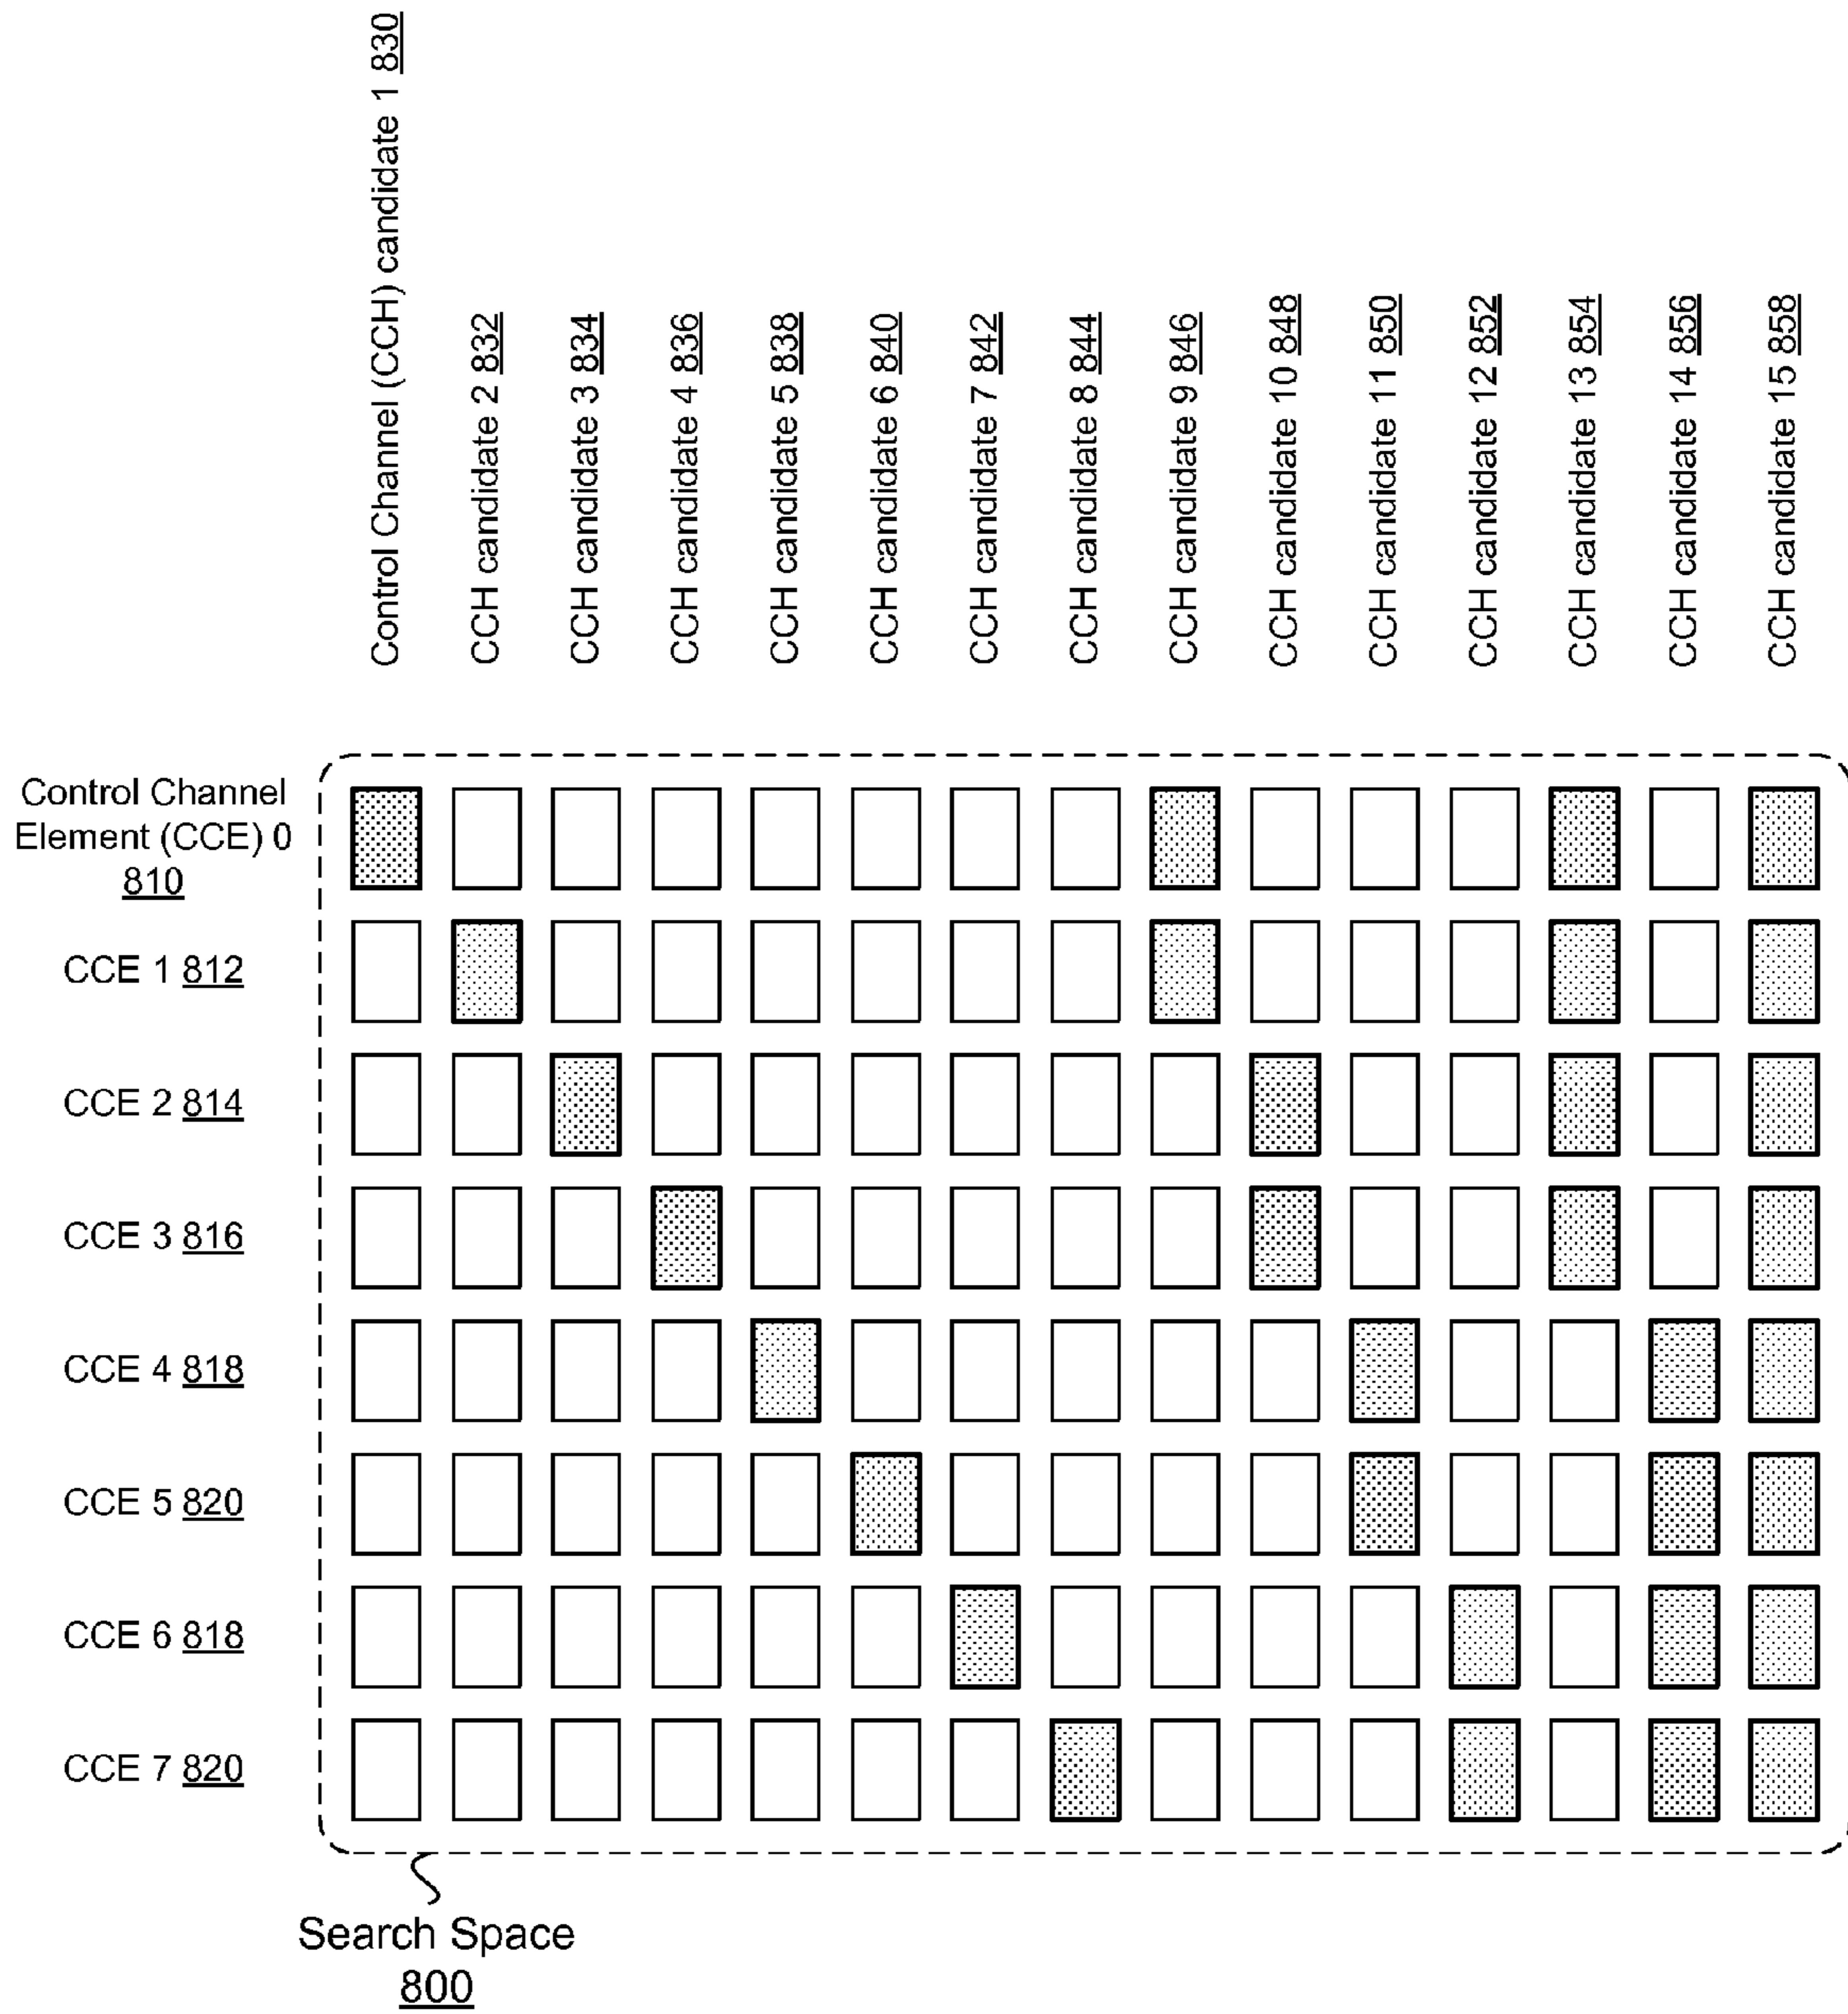 Control Channel (CCH) candidate 1 830
CCH candidate 2 832
CCH candidate 3 834
CCH candidate 4 836
CCH candidate 5 838
CCH candidate 6 840
CCH candidate 7 842
CCH candidate 8 844
CCH candidate 9 846
CCH candidate 10 848
CCH candidate 11 850
CCH candidate 12 852
CCH candidate 13 854
CCH candidate 14 856
CCH candidate 15 858
Control Channel
Element (CCE) 0
810
CCE 1 812
CCE 2 814
CCE 3 816
CCE 4 818
CCE 5 820
CCE 6 818
CCE 7 820
Search Space
800